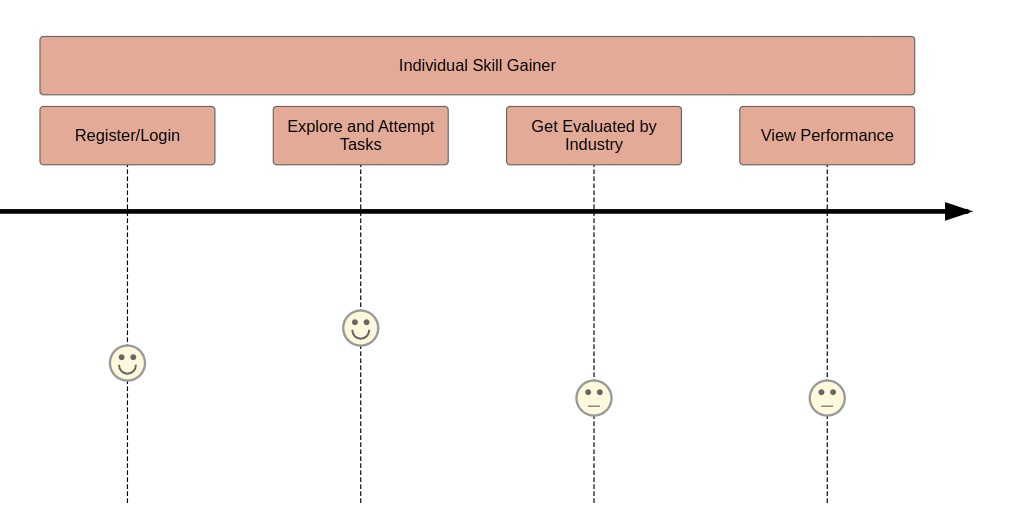 Individual Skill Gainer
Register/Login
Explore and Attempt
Tasks
Get Evaluated by
Industry
View Performance